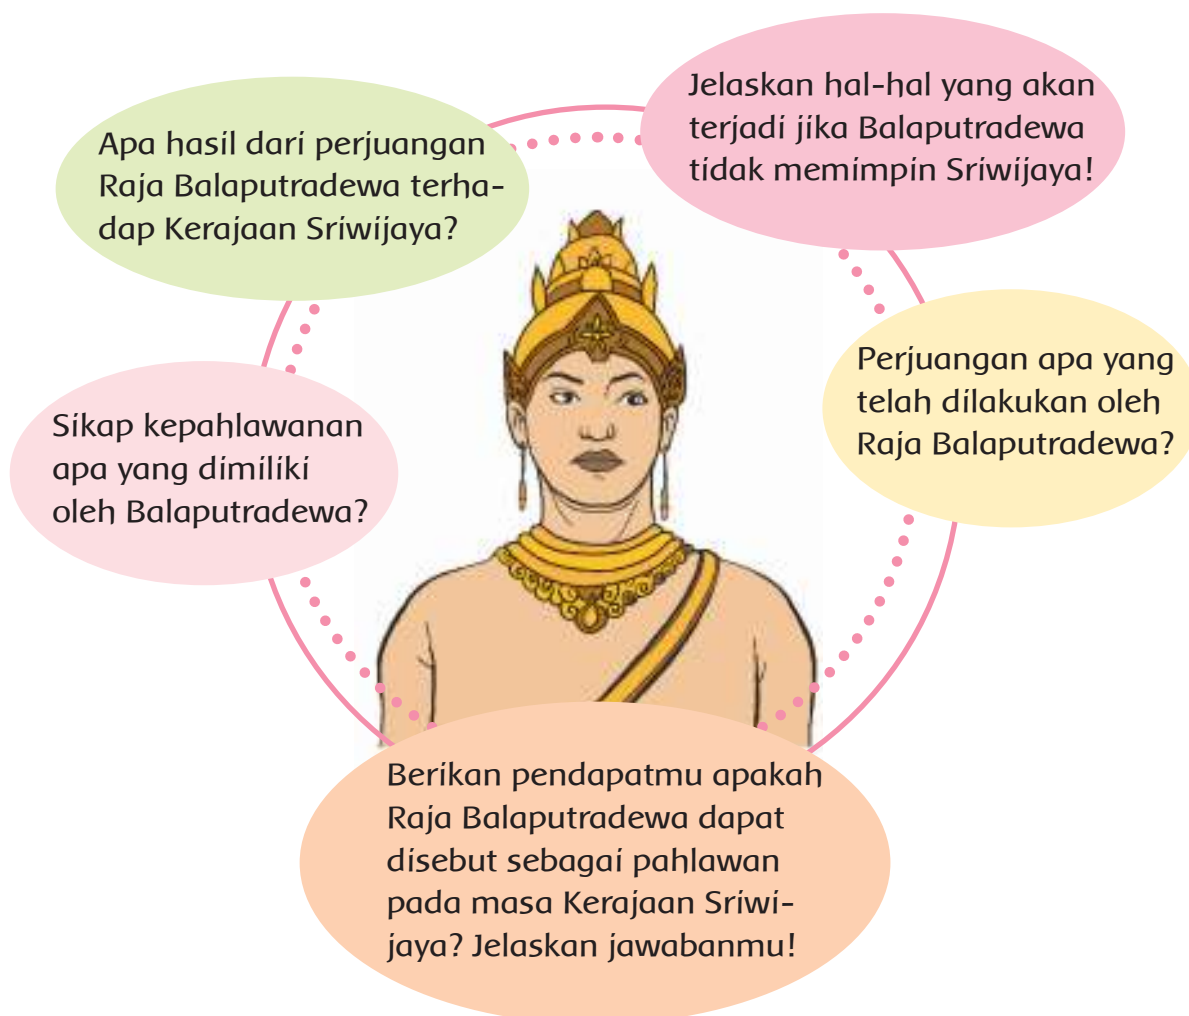 Apa hasil dari perjuangan
Raja Balaputradewa terha-
dap Kerajaan Sriwijaya?
Jelaskan hal-hal yang akan
terjadi jika Balaputradewa
tidak memimpin Sriwijaya!
Sikap kepahlawanan
apa yang dimiliki
oleh Balaputradewa?
Perjuangan apa yang
telah dilakukan oleh
Raja Balaputradewa?
Berikan pendapatmu apakah
Raja Balaputradewa dapat
disebut sebagai pahlawan
pada masa Kerajaan Sriwi-
jaya? Jelaskan jawabanmu!